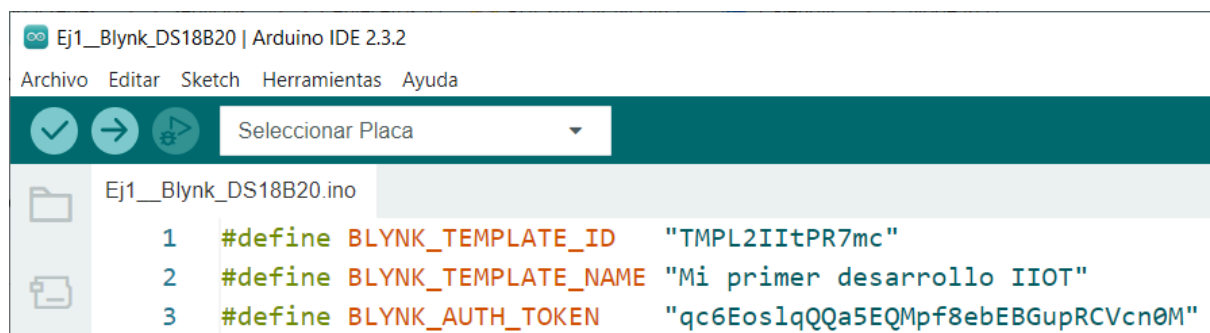 Ej1__Blynk_DS18B20 | Arduino IDE 2.3.2
Archivo Editar Sketch Herramientas Ayuda
Seleccionar Placa
Ej1__Blynk_DS18B20.ino
1 #define BLYNK_TEMPLATE_ID "TMPL2IItPR7mc"
2 #define BLYNK_TEMPLATE_NAME "Mi primer desarrollo IIOT"
3 #define BLYNK_AUTH_TOKEN "qc6EoslqQQa5EQMpf8ebEBGupRCVcn0M"